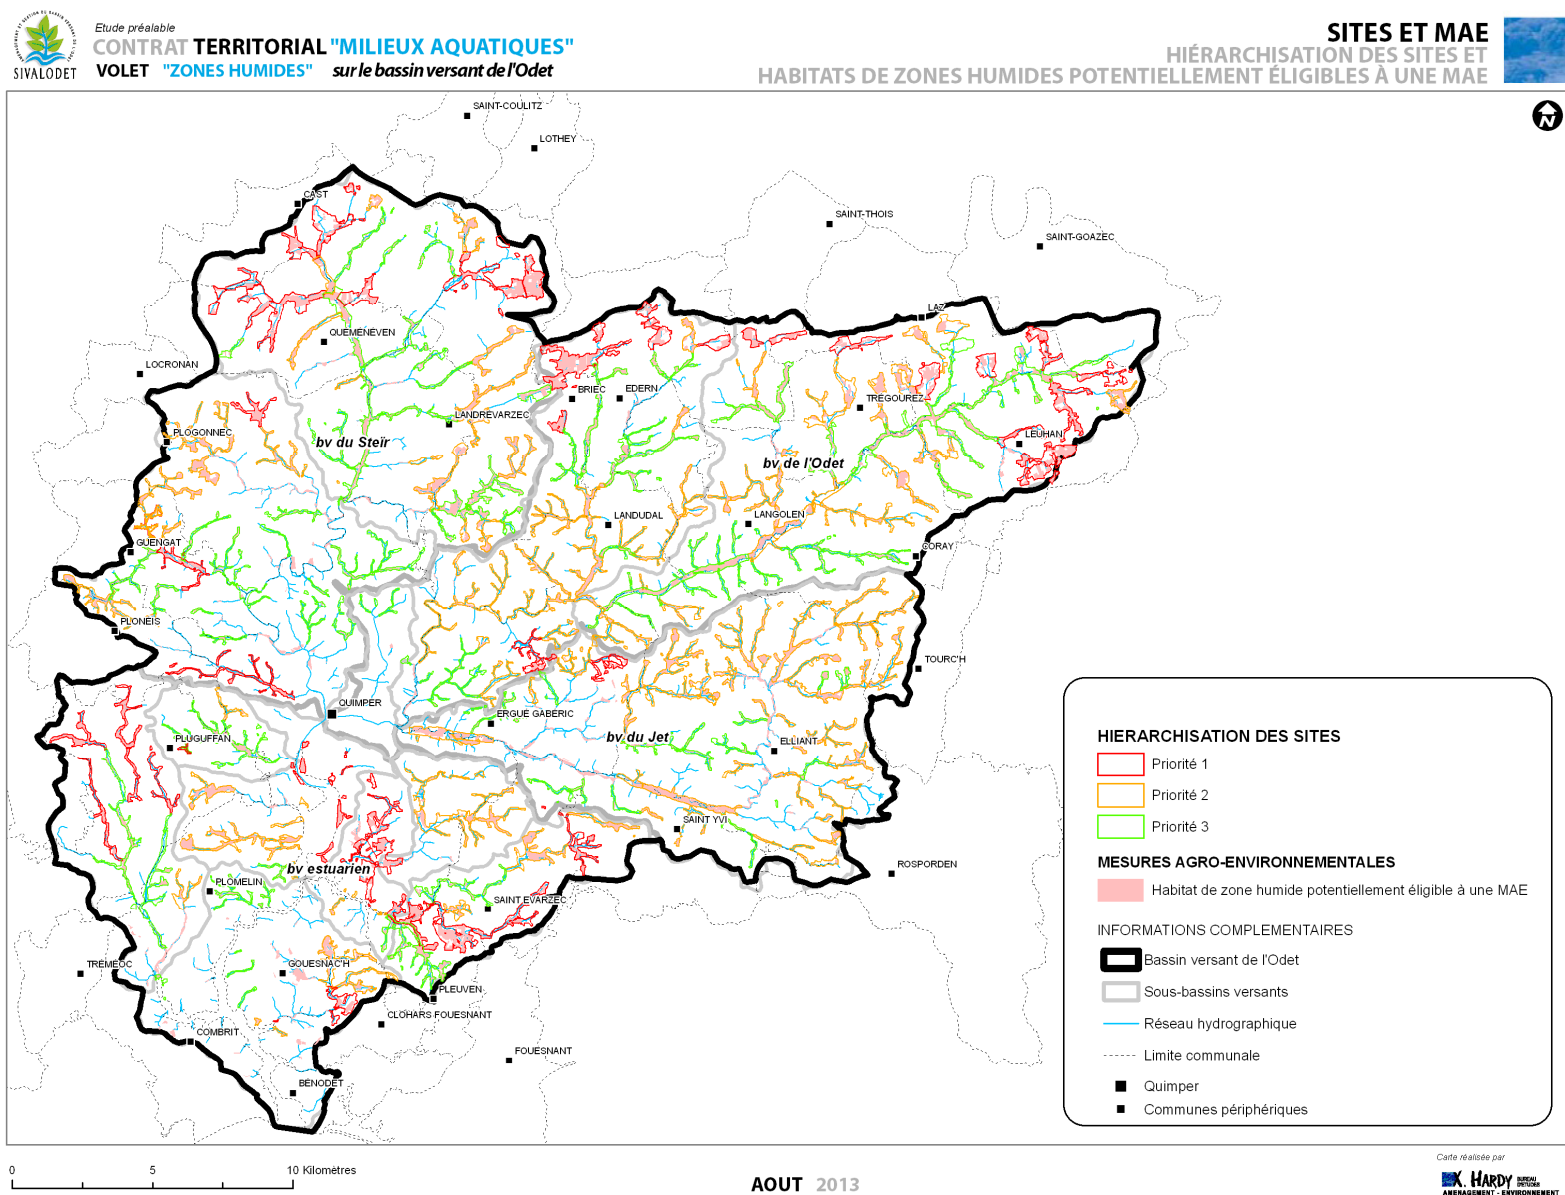 SIVALODET
Etude préalable
CONTRAT TERRITORIAL "MILIEUX AQUATIQUES"
VOLET "ZONES HUMIDES" sur le bassin versant de l'Odet
SITES ET MAE
HIÉRARCHISATION DES SITES ET
HABITATS DE ZONES HUMIDES POTENTIELLEMENT ÉLIGIBLES À UNE MAE
N
SAINT-COULITZ
LOTHEY
CAST
SAINT-THOIS
SAINT-GOAZEC
LAZ
QUEMENEVEN
LOCRONAN
BRIEC
EDERN
TREGOUREZ
LANDREVARZEC
PLOGONNEC
bv du Steïr
LEUHAN
bv de l'Odet
LANDUDAL
LANGOLEN
GUENGAT
CORAY
PLONEIS
TOURC'H
QUIMPER
ERGUE GABERIC
PLUGUFFAN
bv du Jet
ELLIANT
SAINT YVI
ROSPORDEN
bv estuarien
PLOMELIN
SAINT EVARZEC
TREMEOC
GOUESNAC'H
PLEUVEN
CLOHARS FOUESNANT
COMBRIT
FOUESNANT
BENODET
HIERARCHISATION DES SITES
Priorité 1
Priorité 2
Priorité 3
MESURES AGRO-ENVIRONNEMENTALES
Habitat de zone humide potentiellement éligible à une MAE
INFORMATIONS COMPLEMENTAIRES
Bassin versant de l'Odet
Sous-bassins versants
Réseau hydrographique
Limite communale
Quimper
Communes périphériques
0 5 10 Kilomètres
AOUT 2013
Carte réalisée par
X. HARDY BUREAU D'ETUDES
AMENAGEMENT - ENVIRONNEMENT